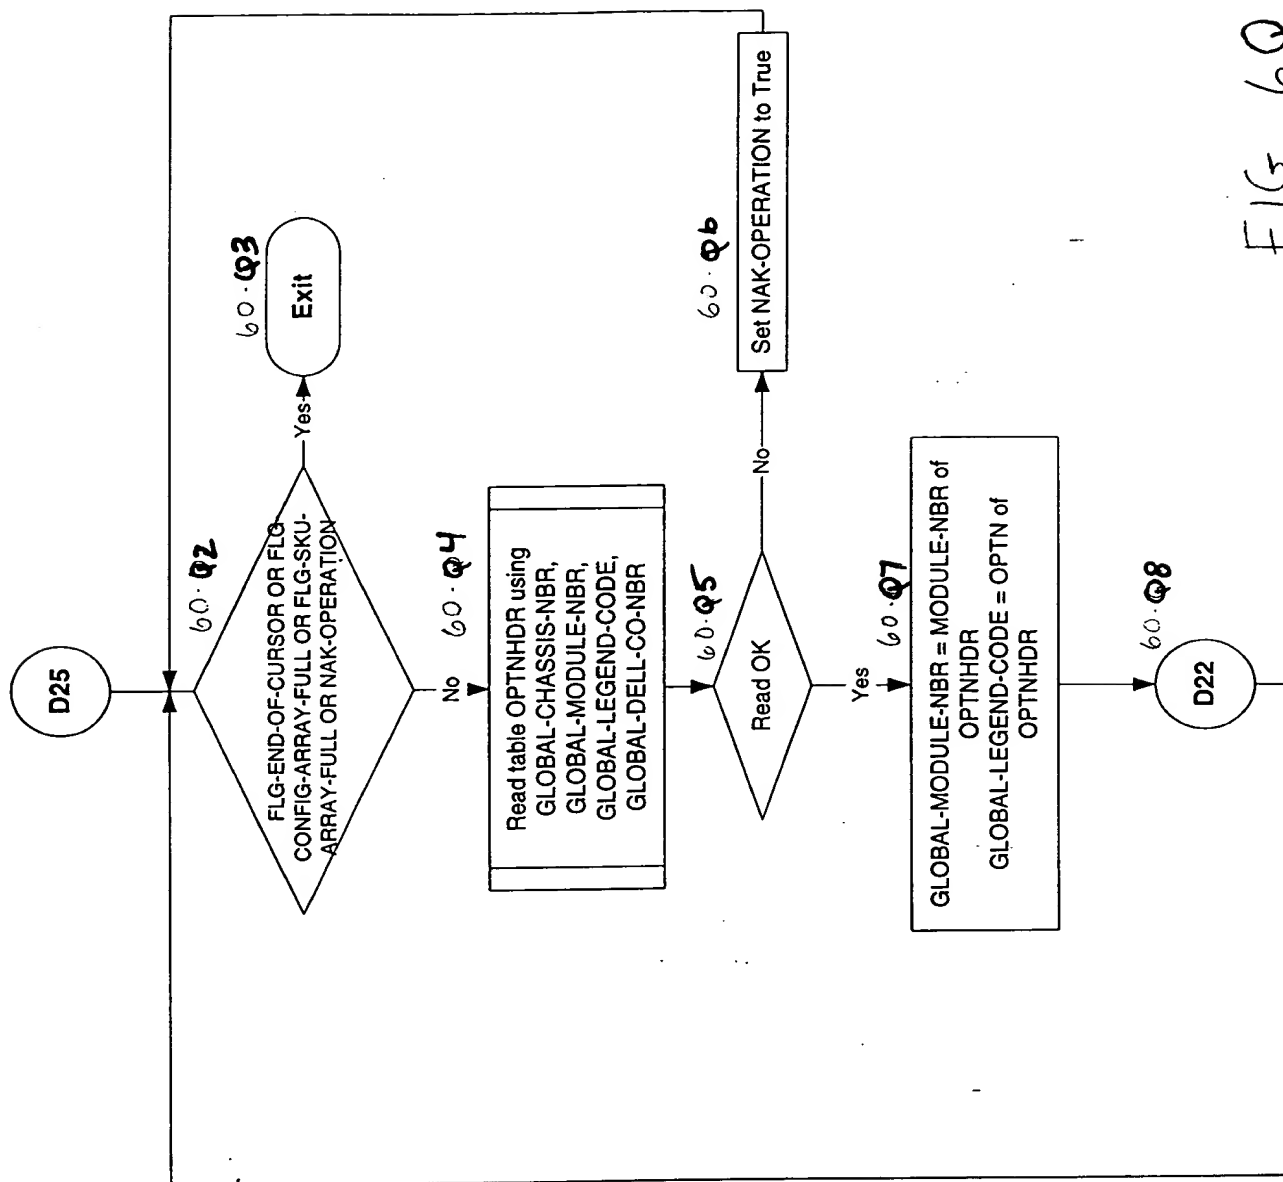 D25
60·Q2
FLG-END-OF-CURSOR OR FLG
CONFIG-ARRAY-FULL OR FLG-SKU-
ARRAY-FULL OR NAK-OPERATION
Yes
60·Q3
Exit
No
60·Q4
Read table OPTNHDR using
GLOBAL-CHASSIS-NBR,
GLOBAL-MODULE-NBR,
GLOBAL-LEGEND-CODE,
GLOBAL-DELL-CO-NBR
60·Q5
Read OK
No
60·Q6
Set NAK-OPERATION to True
Yes
60·Q7
GLOBAL-MODULE-NBR = MODULE-NBR of
OPTNHDR
GLOBAL-LEGEND-CODE = OPTN of
OPTNHDR
60·Q8
D22
FIG 6Q